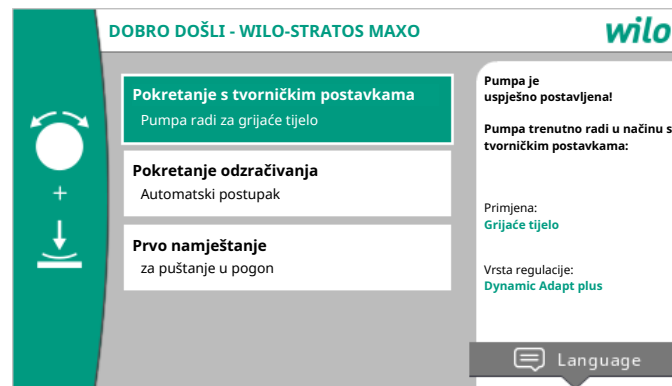 DOBRO DOŠLI - WILO-STRATOS MAXO
wilo
Pokretanje s tvorničkim postavkama
Pumpa radi za grijaće tijelo
Pokretanje odzračivanja
Automatski postupak
Prvo namještanje
za puštanje u pogon
Pumpa je
uspješno postavljena!
Pumpa trenutno radi u načinu s
tvorničkim postavkama:
Primjena:
Grijaće tijelo
Vrsta regulacije:
Dynamic Adapt plus
+
Language